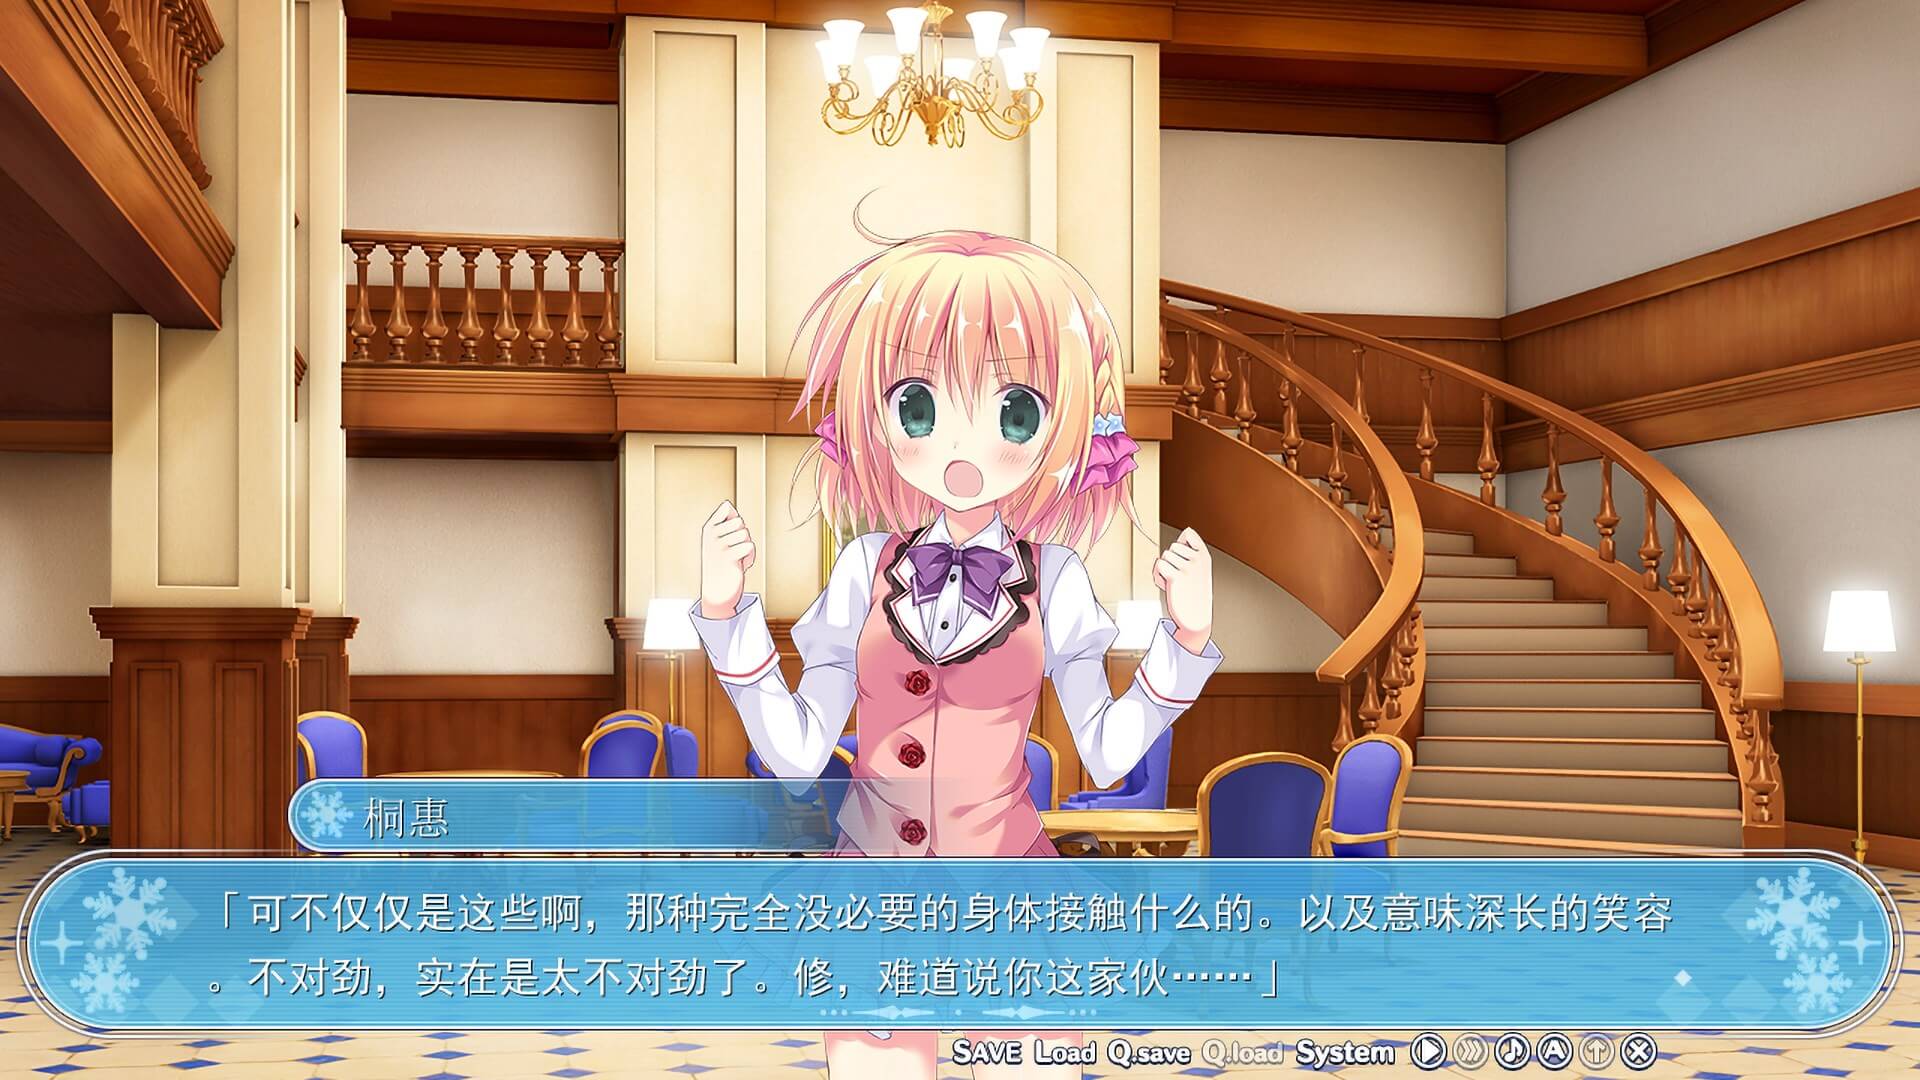 桐惠
「可不仅仅是这些啊，那种完全没必要的身体接触什么的。以及意味深长的笑容
。不对劲，实在是太不对劲了。修，难道说你这家伙……」
SAVE Load Q.save Q.load System A